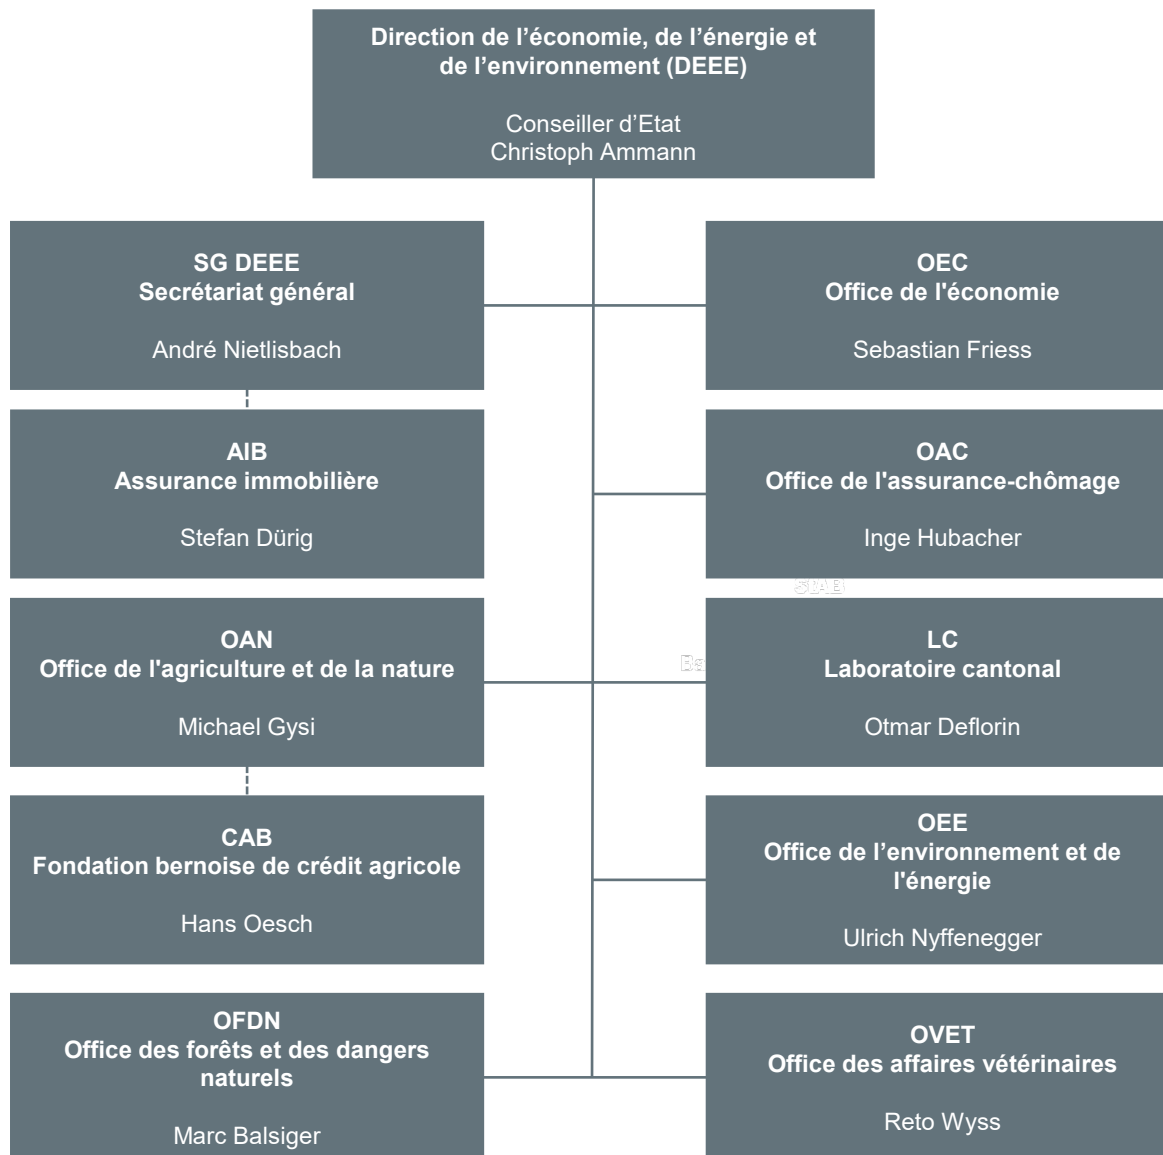 Direction de l’économie, de l’énergie et
de l’environnement (DEEE)
Conseiller d’Etat
Christoph Ammann
SG DEEE
Secrétariat général
André Nietlisbach
OEC
Office de l'économie
Sebastian Friess
AIB
Assurance immobilière
Stefan Dürig
OAC
Office de l'assurance-chômage
Inge Hubacher
StAB
OAN
Office de l'agriculture et de la nature
Michael Gysi
LC
Laboratoire cantonal
Otmar Deflorin
CAB
Fondation bernoise de crédit agricole
Hans Oesch
OEE
Office de l’environnement et de
l'énergie
Ulrich Nyffenegger
OFDN
Office des forêts et des dangers
naturels
Marc Balsiger
OVET
Office des affaires vétérinaires
Reto Wyss